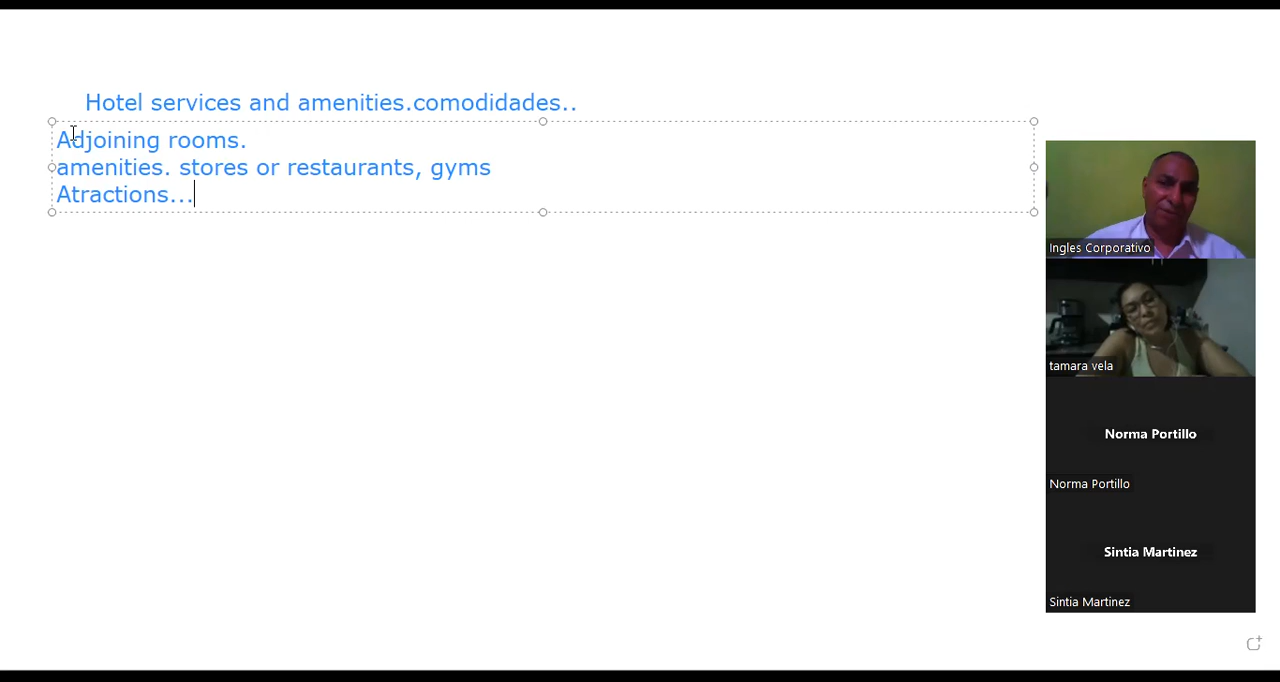 Hotel services and amenities.comodidades..
Adjoining rooms.
amenities. stores or restaurants, gyms
Atractions...
Ingles Corporativo
tamara vela
Norma Portillo
Norma Portillo
Sintia Martinez
Sintia Martinez